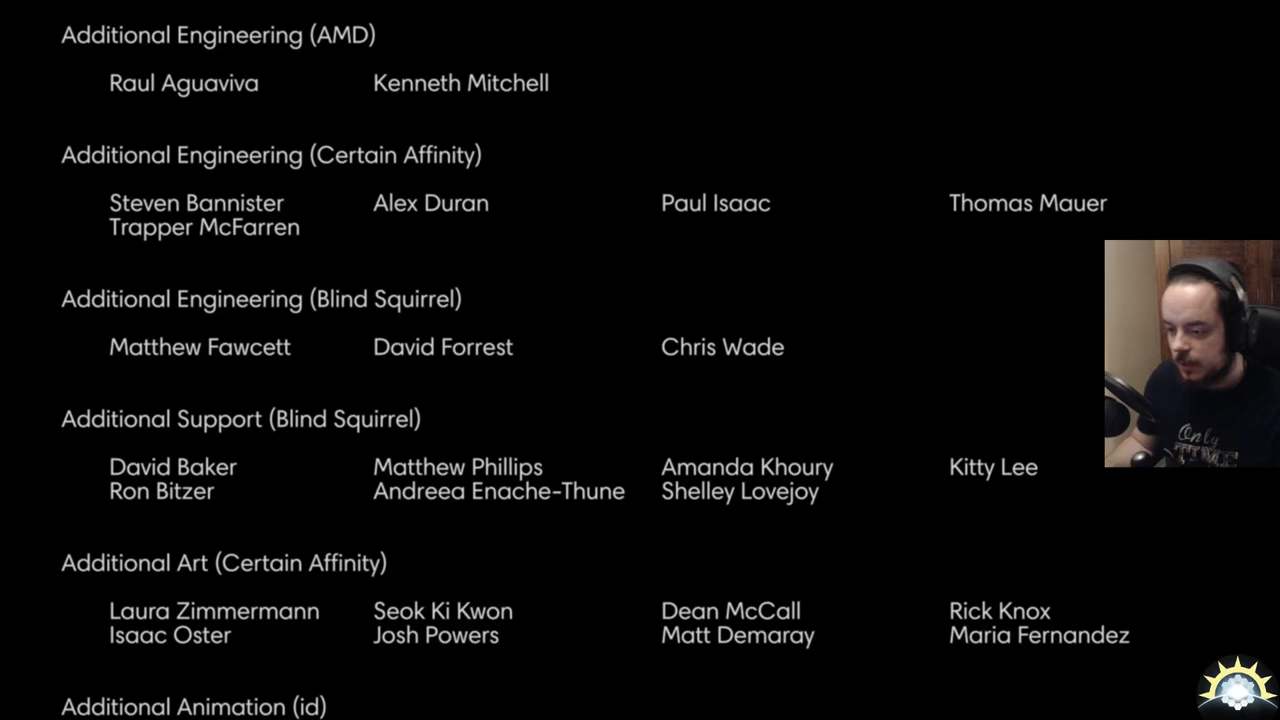 Additional Engineering (AMD)
Raul Aguaviva Kenneth Mitchell
Additional Engineering (Certain Affinity)
Steven Bannister Alex Duran Paul Isaac Thomas Mauer
Trapper McFarren
Additional Engineering (Blind Squirrel)
Matthew Fawcett David Forrest Chris Wade
Additional Support (Blind Squirrel)
David Baker Matthew Phillips Amanda Khoury Kitty Lee
Ron Bitzer Andreea Enache-Thune Shelley Lovejoy
Additional Art (Certain Affinity)
Laura Zimmermann Seok Ki Kwon Dean McCall Rick Knox
Isaac Oster Josh Powers Matt Demaray Maria Fernandez
Additional Animation (id)
Only